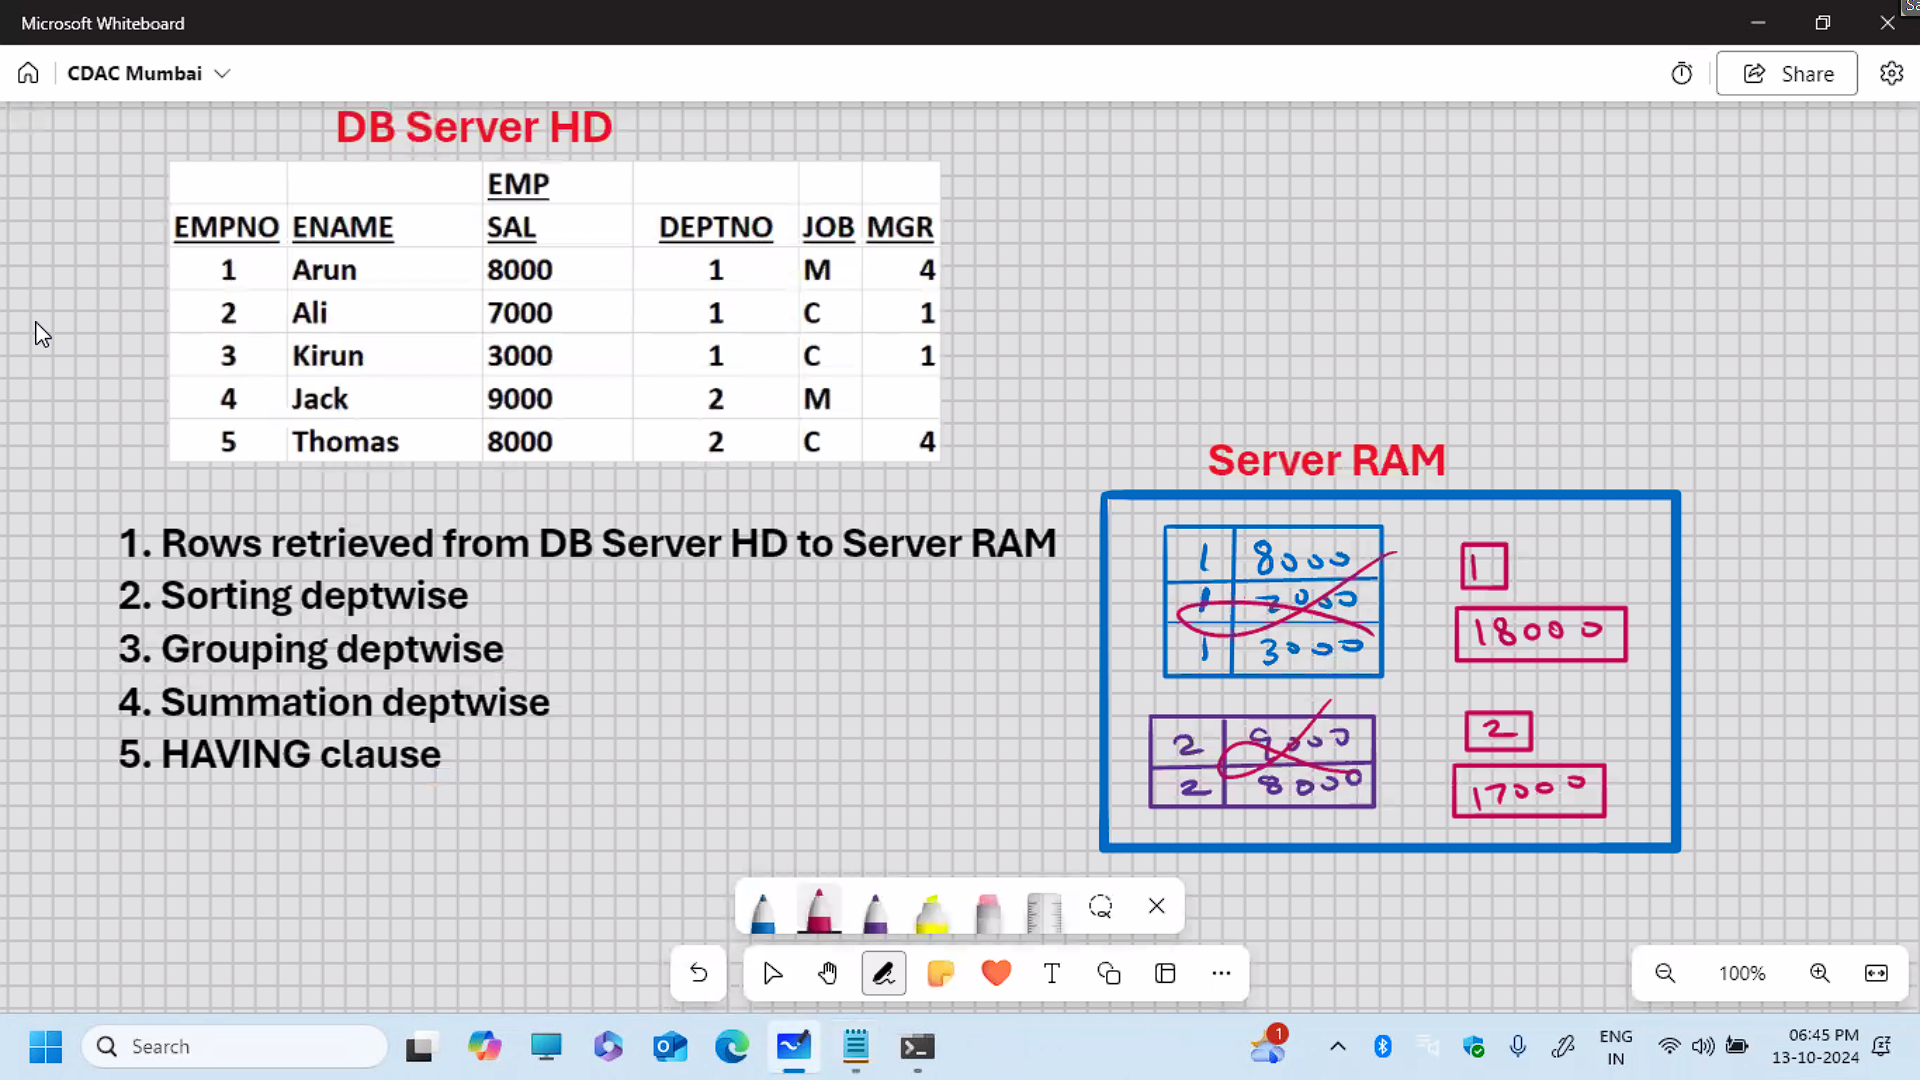 Microsoft Whiteboard
CDAC Mumbai
Share
DB Server HD
EMP
EMPNO ENAME SAL DEPTNO JOB MGR
1 Arun 8000 1 M 4
2 Ali 7000 1 C 1
3 Kirun 3000 1 C 1
4 Jack 9000 2 M
5 Thomas 8000 2 C 4
1. Rows retrieved from DB Server HD to Server RAM
2. Sorting deptwise
3. Grouping deptwise
4. Summation deptwise
5. HAVING clause
Server RAM
1 8000
1 7000
1 3000
1
18000
2 9000
2 8000
2
17000
100%
Search
1
ENG
IN
06:45 PM
13-10-2024